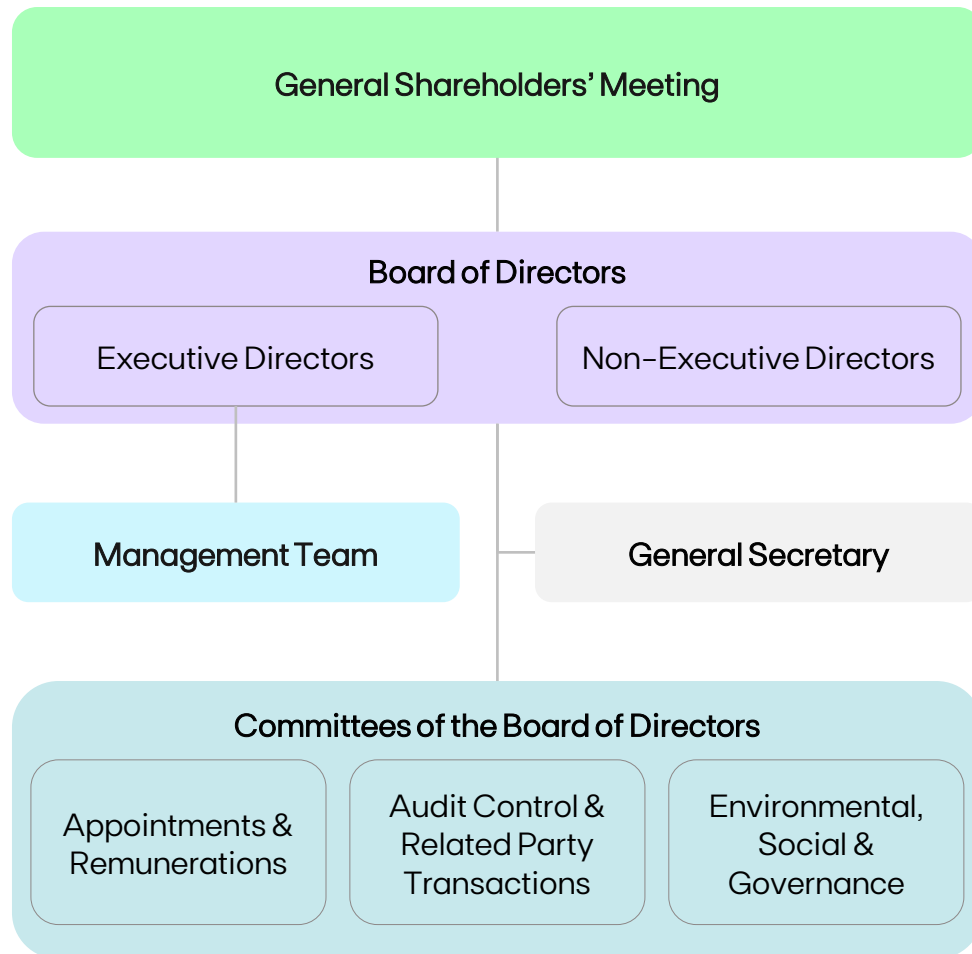 General Shareholders’ Meeting
Board of Directors
Executive Directors
Non-Executive Directors
Management Team
General Secretary
Committees of the Board of Directors
Appointments &
Remunerations
Audit Control &
Related Party
Transactions
Environmental,
Social &
Governance